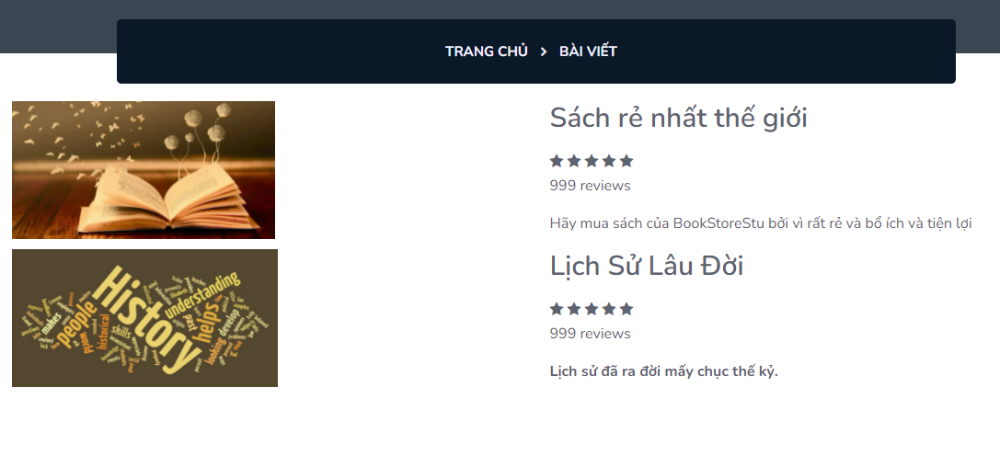 TRANG CHỦ > BÀI VIẾT
Sách rẻ nhất thế giới
999 reviews
Hãy mua sách của BookStoreStu bởi vì rất rẻ và bổ ích và tiện lợi
History
understanding
people
helps
makes
past
historical
skills
world
develop
looking
Lịch Sử Lâu Đời
999 reviews
Lịch sử đã ra đời mấy chục thế kỷ.